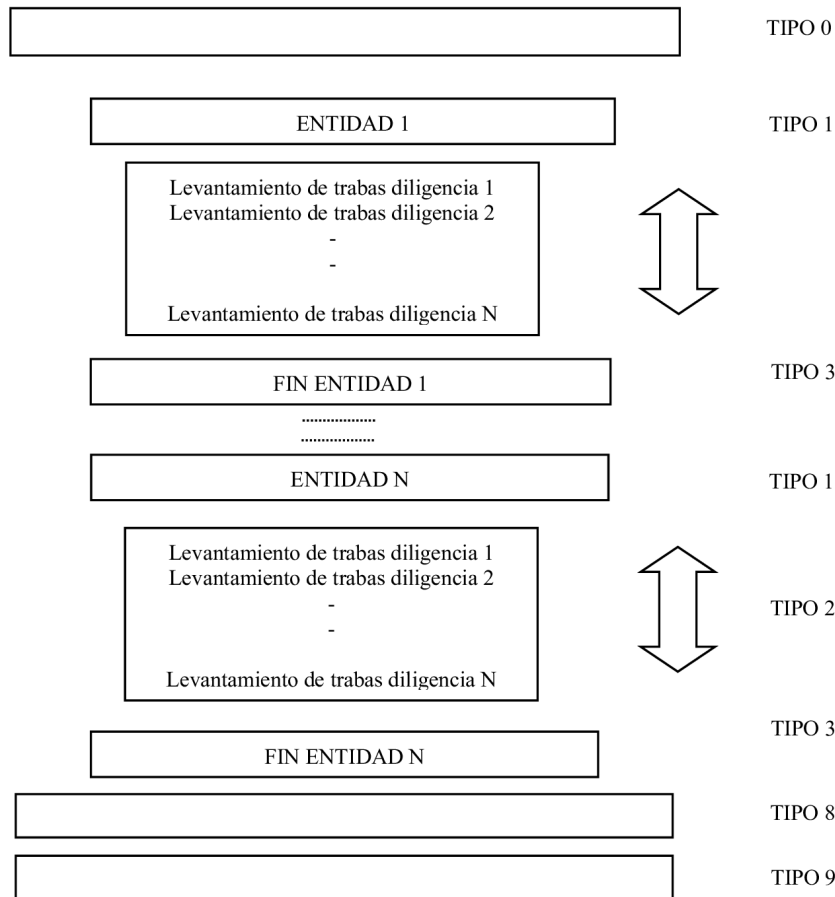 TIPO 0
ENTIDAD 1
TIPO 1
Levantamiento de trabas diligencia 1
Levantamiento de trabas diligencia 2
-
-
Levantamiento de trabas diligencia N
FIN ENTIDAD 1
TIPO 3
..................
..................
ENTIDAD N
TIPO 1
Levantamiento de trabas diligencia 1
Levantamiento de trabas diligencia 2
-
-
TIPO 2
Levantamiento de trabas diligencia N
TIPO 3
FIN ENTIDAD N
TIPO 8
TIPO 9